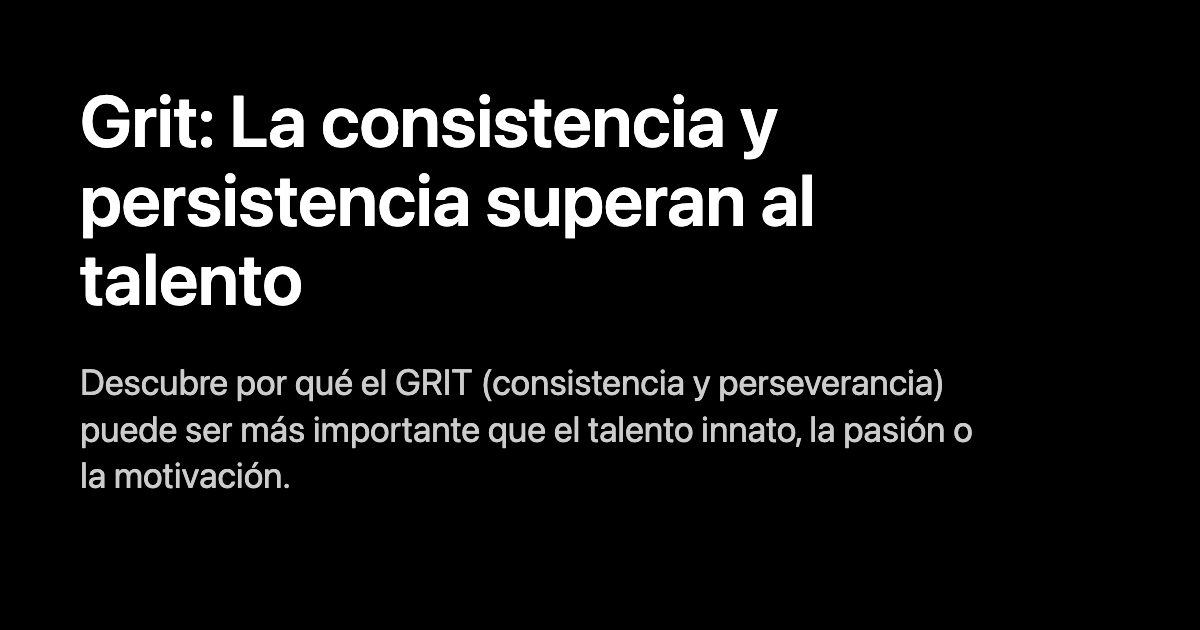 Grit: La consistencia y
persistencia superan al
talento
Descubre por qué el GRIT (consistencia y perseverancia)
puede ser más importante que el talento innato, la pasión o
la motivación.